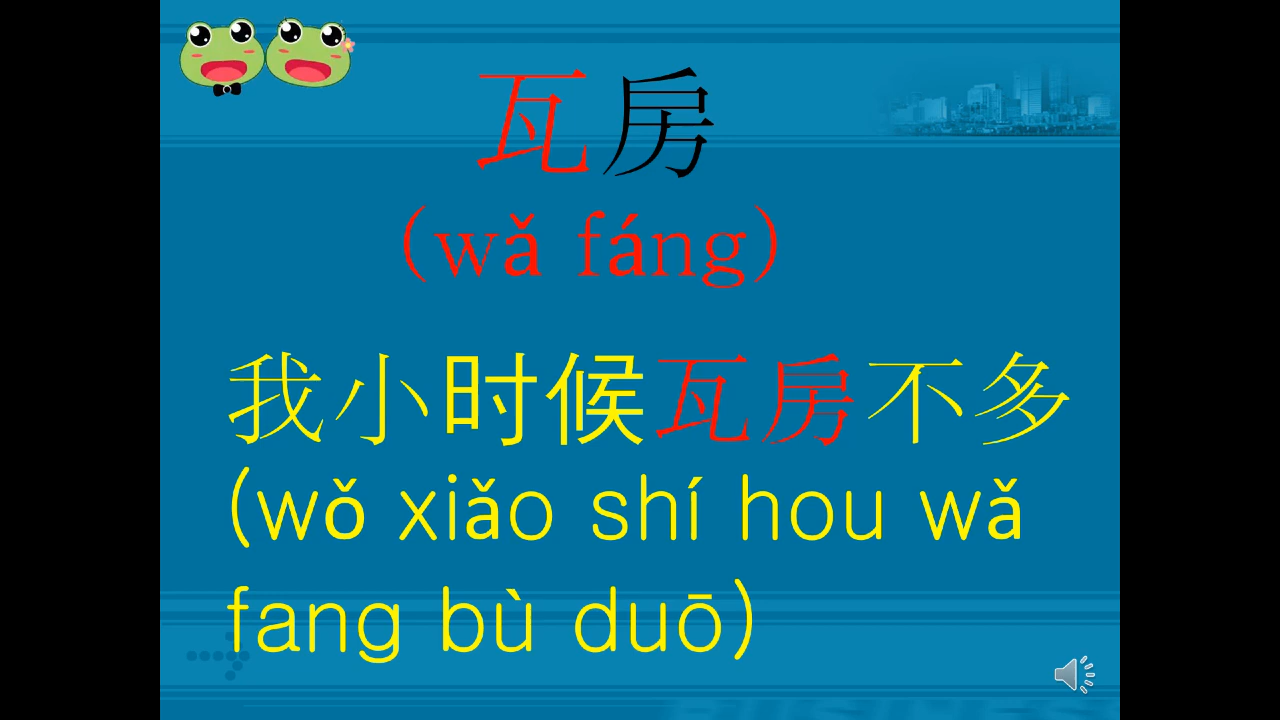 瓦房
(wǎ fáng)
我小时候瓦房不多
(wǒ xiǎo shí hou wǎ
fang bù duō)
BUSINESS